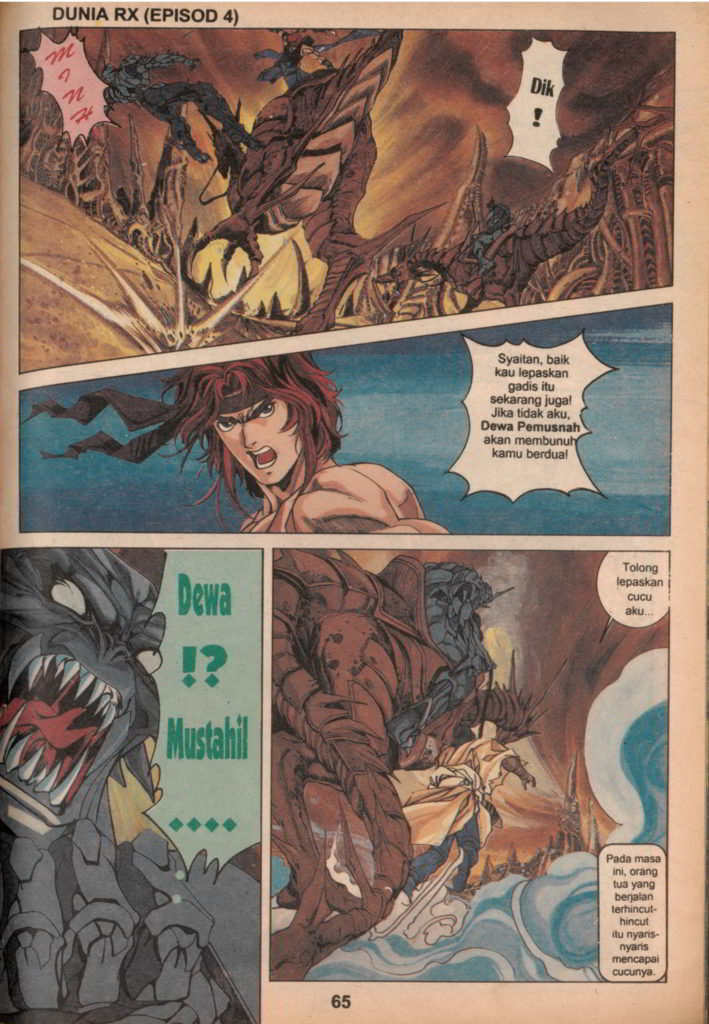 DUNIA RX (EPISOD 4)
Dik
!
Syaitan, baik
kau lepaskan
gadis itu
sekarang juga!
Jika tidak aku,
Dewa Pemusnah
akan membunuh
kamu berdua!
Dewa
!?
Mustahil
....
Tolong
lepaskan
cucu
aku...
Pada masa
ini, orang
tua yang
berjalan
terhincut-
hincut
itu nyaris-
nyaris
mencapai
cucunya.
65